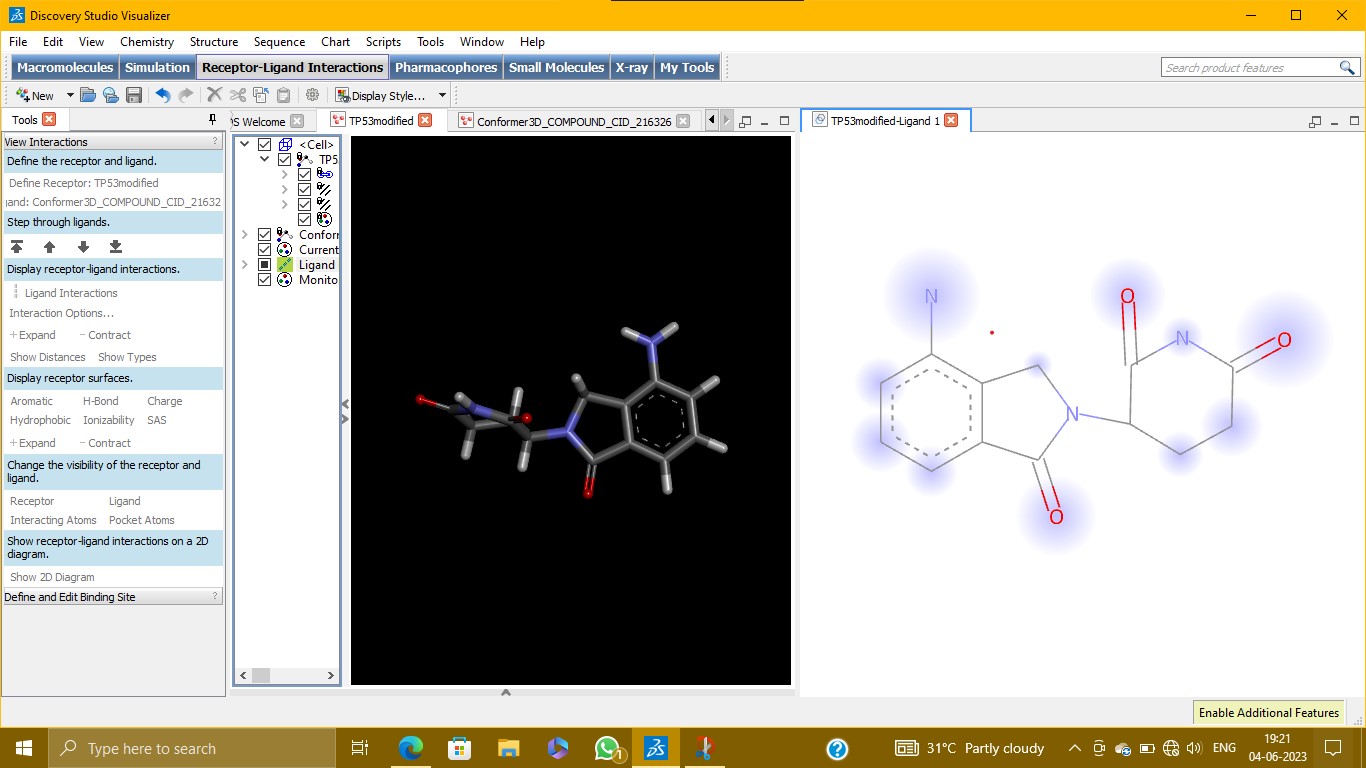 Discovery Studio Visualizer
File Edit View Chemistry Structure Sequence Chart Scripts Tools Window Help
Macromolecules Simulation Receptor-Ligand Interactions Pharmacophores Small Molecules X-ray My Tools
Search product features
New Display Style...
Tools
S Welcome TP53modified Conformer3D_COMPOUND_CID_216326 TP53modified-Ligand 1
View Interactions ?
Define the receptor and ligand.
Define Receptor: TP53modified
and: Conformer3D_COMPOUND_CID_21632
Step through ligands.
Display receptor-ligand interactions.
Ligand Interactions
Interaction Options...
+ Expand - Contract
Show Distances Show Types
Display receptor surfaces.
Aromatic H-Bond Charge
Hydrophobic Ionizability SAS
+ Expand - Contract
Change the visibility of the receptor and
ligand.
Receptor Ligand
Interacting Atoms Pocket Atoms
Show receptor-ligand interactions on a 2D
diagram.
Show 2D Diagram
Define and Edit Binding Site ?
<Cell>
TP5
Confor
Current
Ligand
Monito
N
O
N
O
N
O
Enable Additional Features
Type here to search
1
31°C Partly cloudy
ENG
19:21
04-06-2023